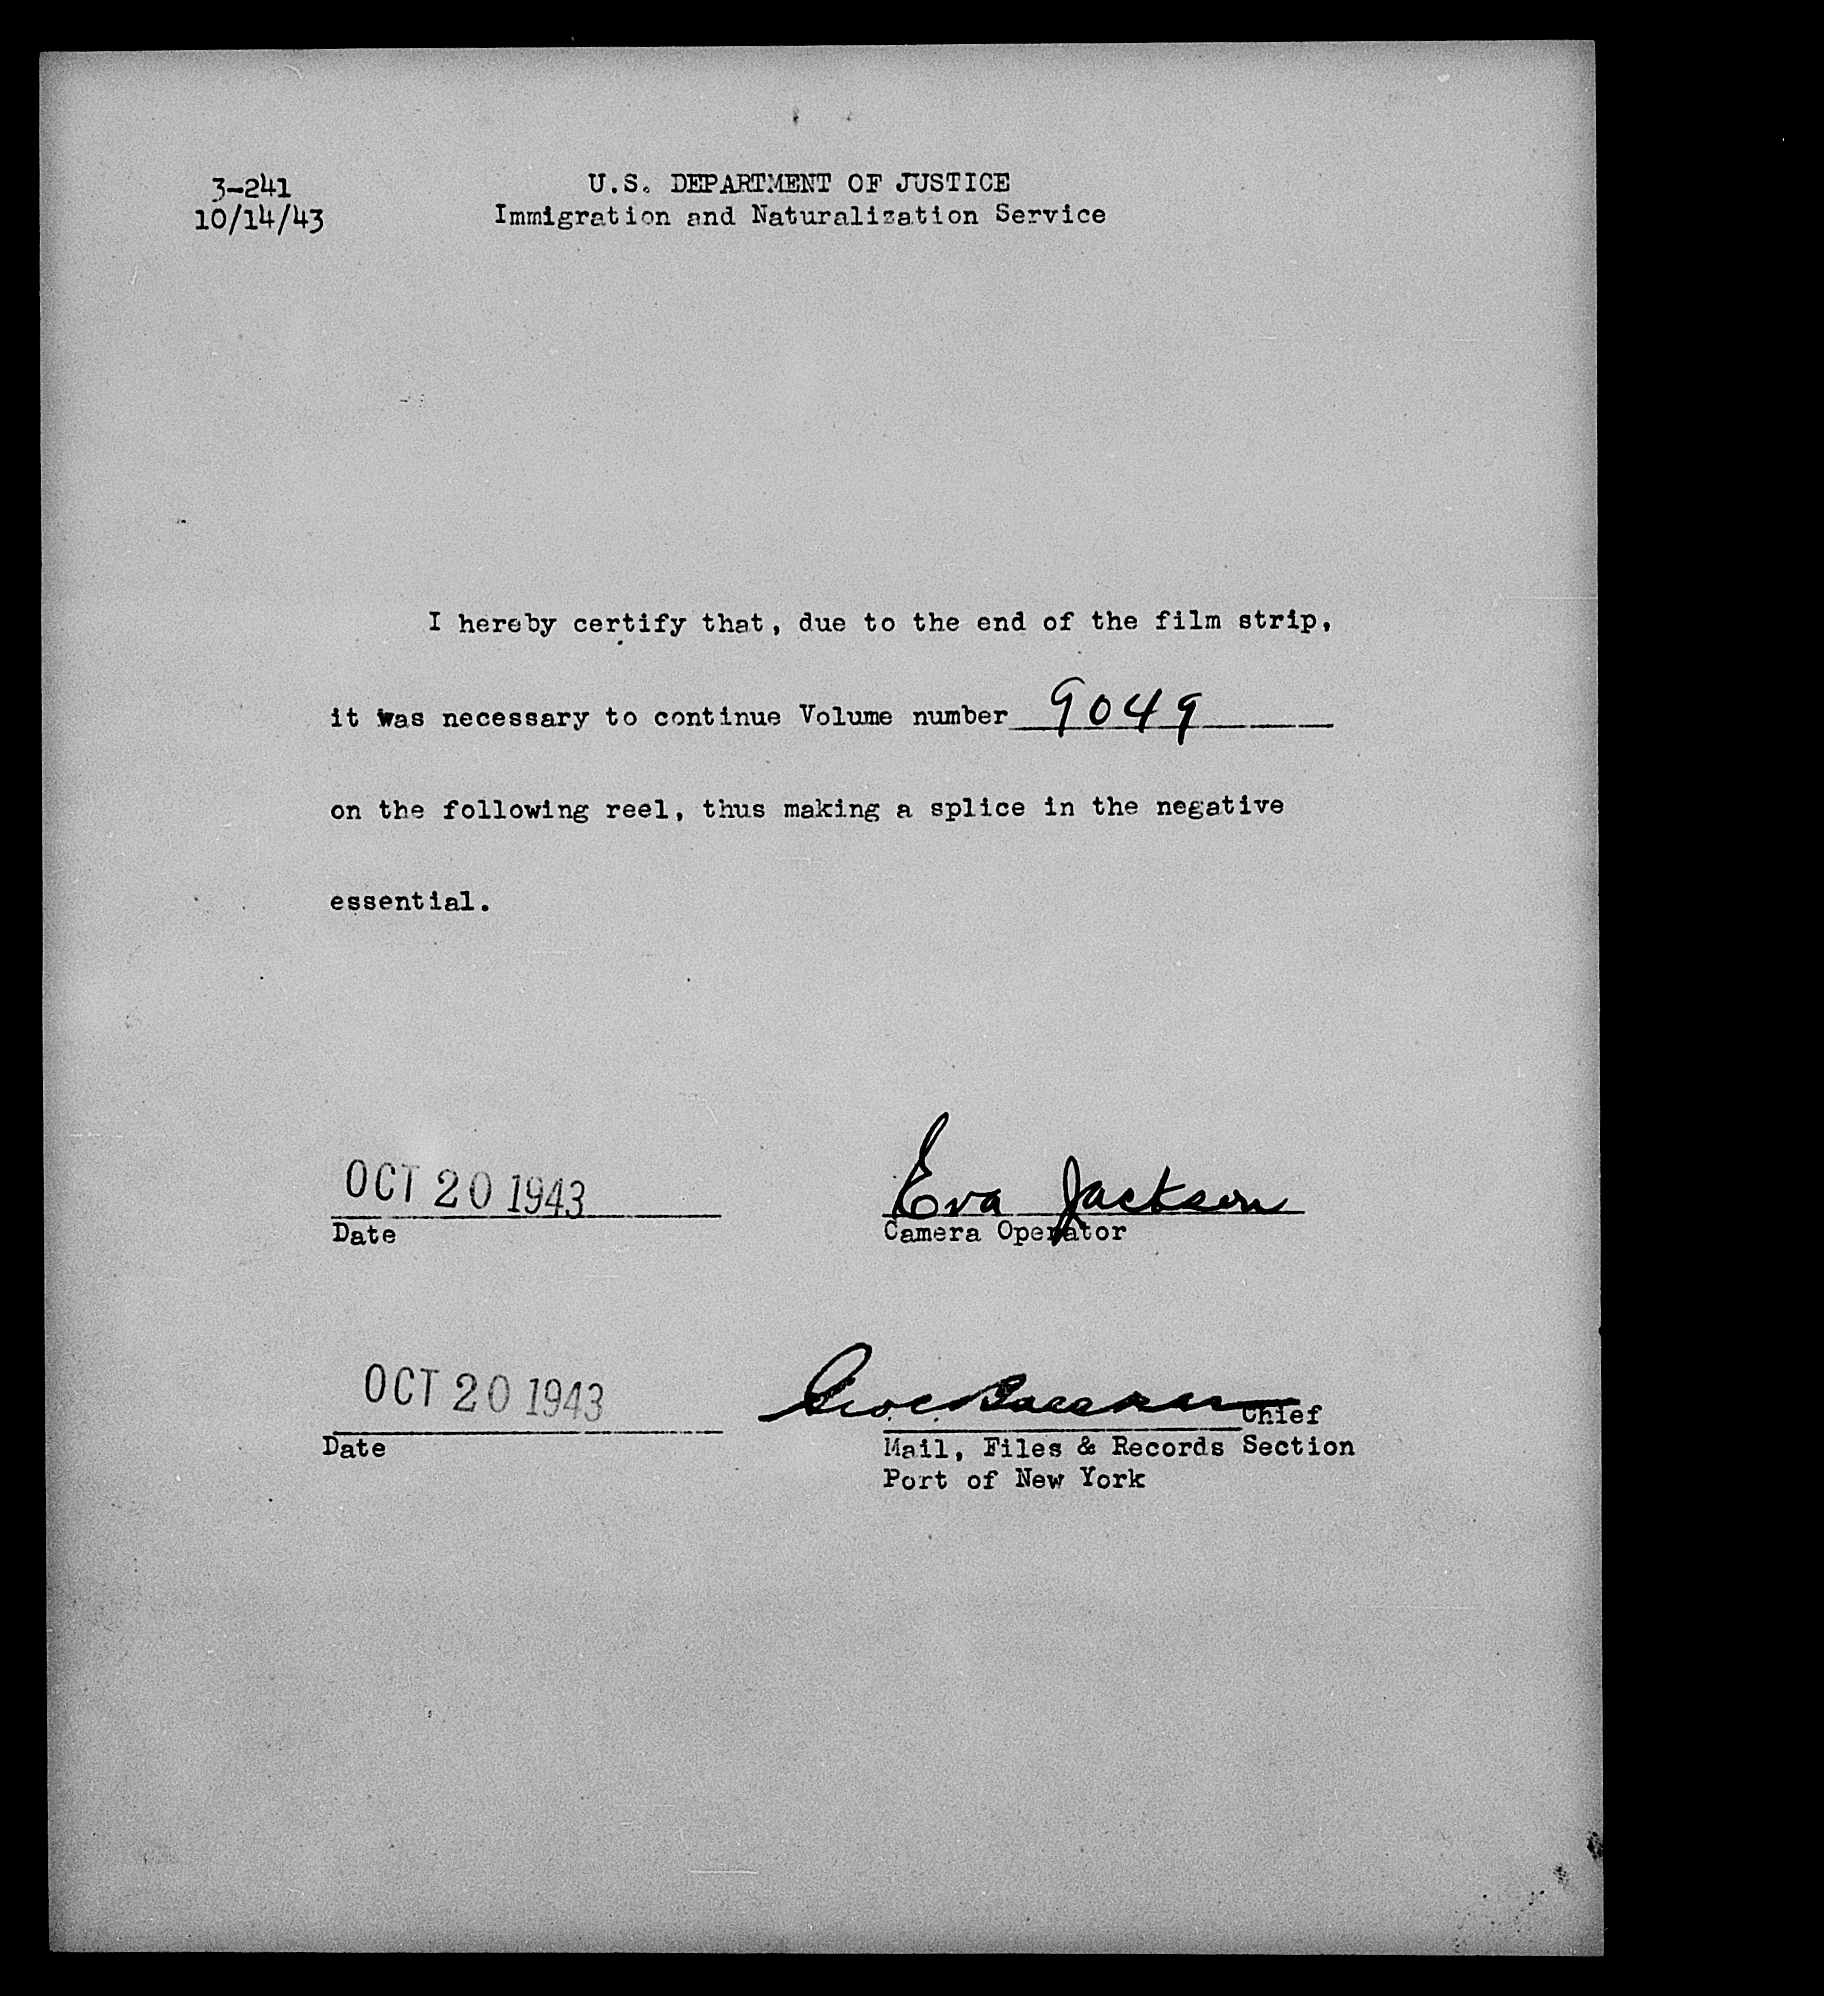 3-241
10/14/43
U.S. DEPARTMENT OF JUSTICE
Immigration and Naturalization Service
I hereby certify that, due to the end of the film strip,
it was necessary to continue Volume number 9049
on the following reel, thus making a splice in the negative
essential.
OCT 20 1943
Date
Eva Jackson
Camera Operator
OCT 20 1943
Date
Chief
Mail, Files & Records Section
Port of New York